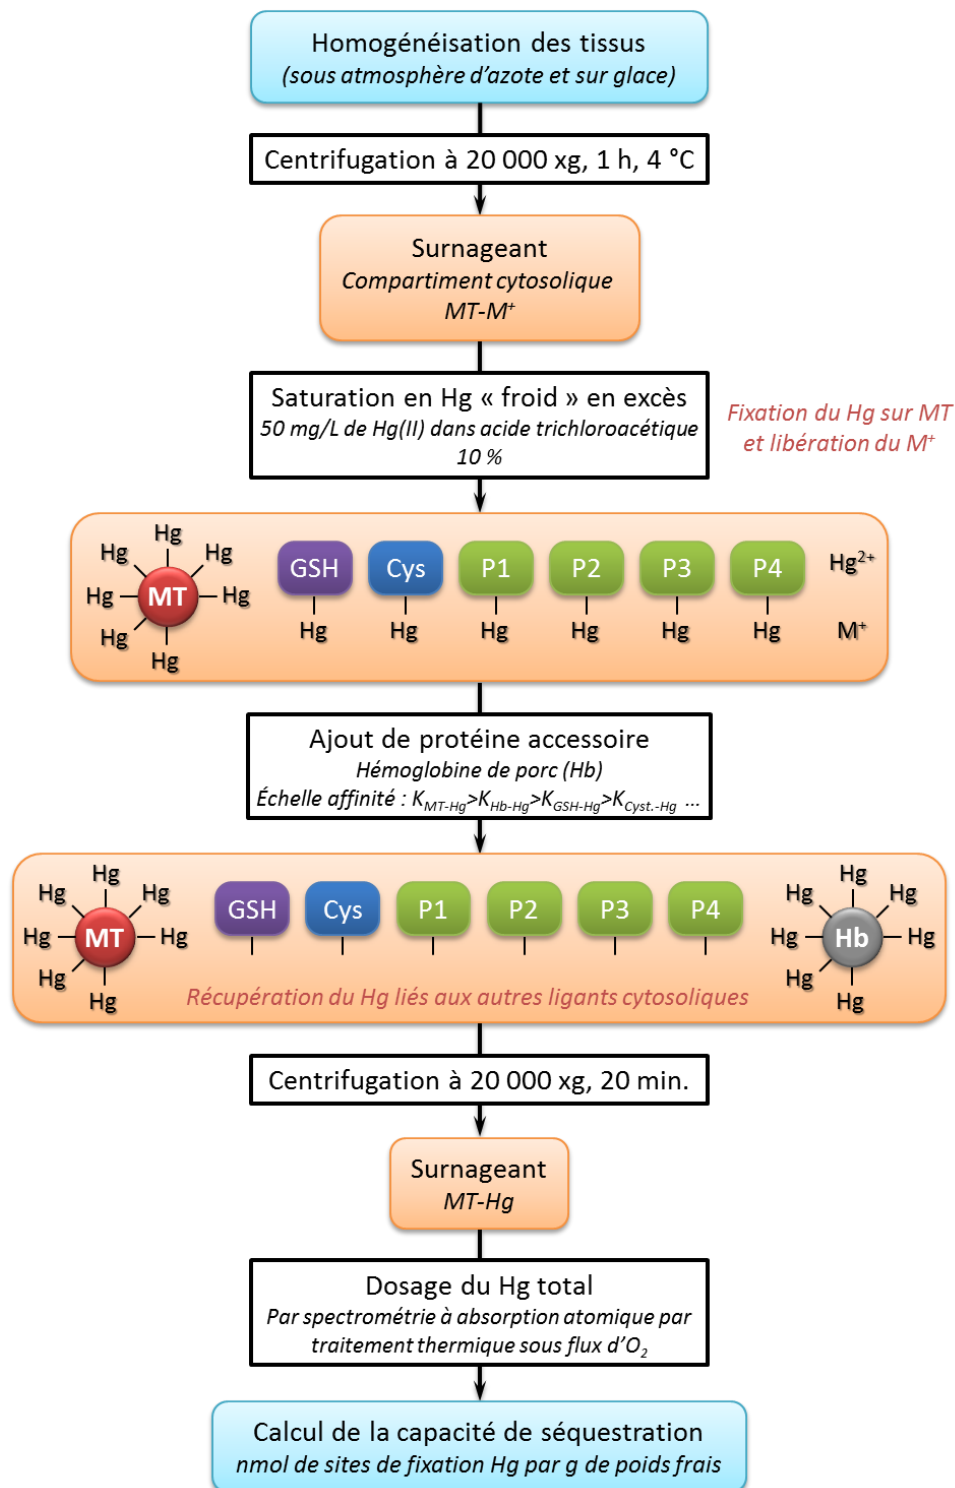 Homogénéisation des tissus
(sous atmosphère d'azote et sur glace)
Centrifugation à 20 000 xg, 1 h, 4 °C
Surnageant
Compartiment cytosolique
MT-M⁺
Saturation en Hg « froid » en excès
50 mg/L de Hg(II) dans acide trichloroacétique
10 %
Fixation du Hg sur MT
et libération du M⁺
Hg
Hg Hg
Hg MT Hg
Hg
Hg
GSH Cys P1 P2 P3 P4 Hg²⁺
Hg Hg Hg Hg Hg Hg M⁺
Ajout de protéine accessoire
Hémoglobine de porc (Hb)
Échelle affinité : K_MT-Hg>K_Hb-Hg>K_GSH-Hg>K_Cyst.-Hg ...
Hg
Hg Hg
Hg MT Hg
Hg
Hg
GSH Cys P1 P2 P3 P4
Hg
Hg Hg
Hg Hb Hg
Hg
Hg
Récupération du Hg liés aux autres ligants cytosoliques
Centrifugation à 20 000 xg, 20 min.
Surnageant
MT-Hg
Dosage du Hg total
Par spectrométrie à absorption atomique par
traitement thermique sous flux d'O₂
Calcul de la capacité de séquestration
nmol de sites de fixation Hg par g de poids frais